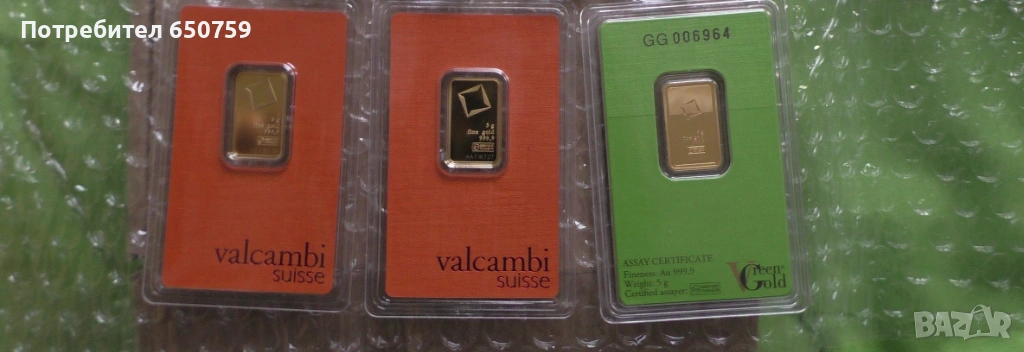 Потребител 650759
valcambi
suisse
5 g
fine gold
999,9
valcambi
suisse
GG 006964
ASSAY CERTIFICATE
Fineness: Au 999,9
Weight: 5 g
Certified assayer:
Green
Gold
BAZAR